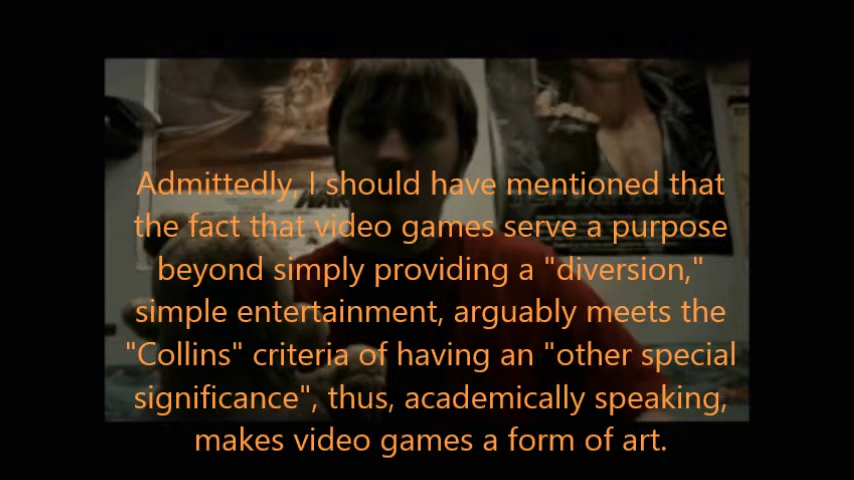 Admittedly, I should have mentioned that
the fact that video games serve a purpose
beyond simply providing a "diversion,"
simple entertainment, arguably meets the
"Collins" criteria of having an "other special
significance", thus, academically speaking,
makes video games a form of art.